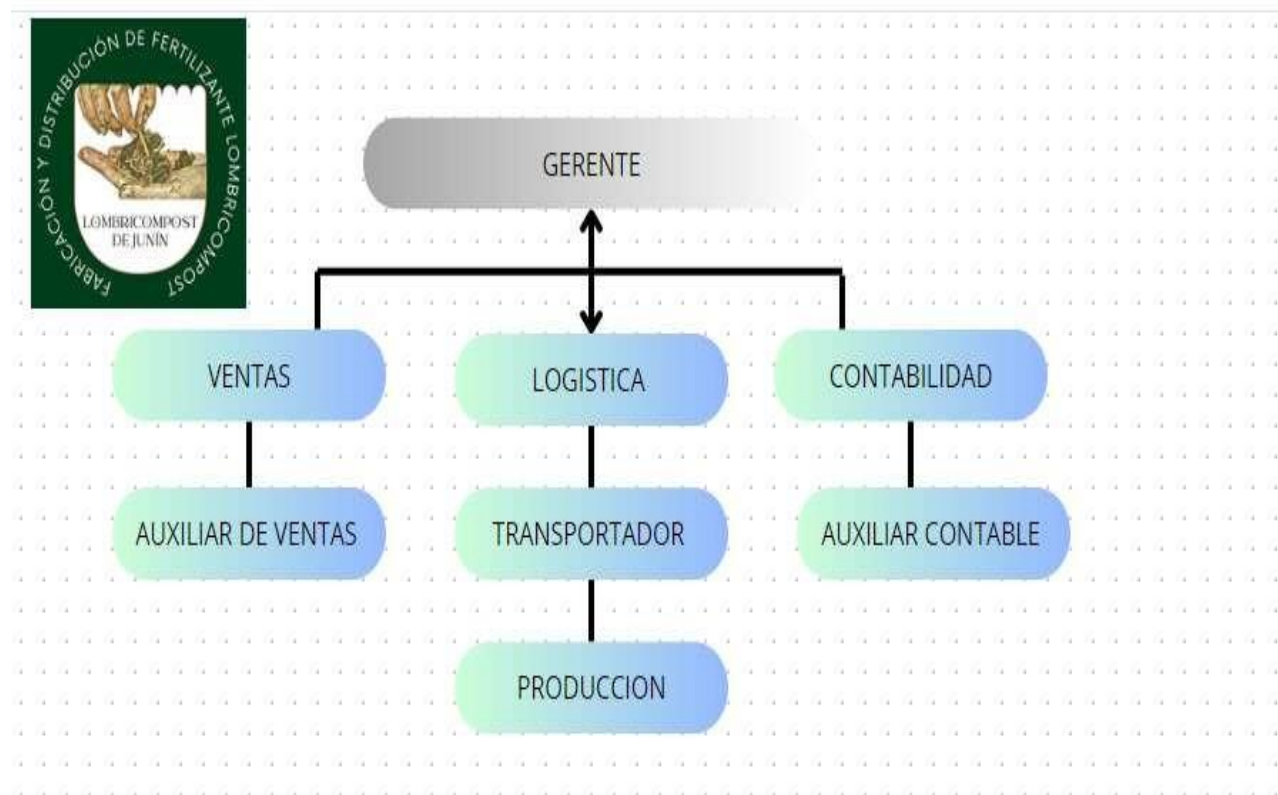 FABRICACIÓN Y DISTRIBUCIÓN DE FERTILIZANTE LOMBRICOMPOST
LOMBRICOMPOST
DE JUNÍN
GERENTE
VENTAS
LOGISTICA
CONTABILIDAD
AUXILIAR DE VENTAS
TRANSPORTADOR
AUXILIAR CONTABLE
PRODUCCION